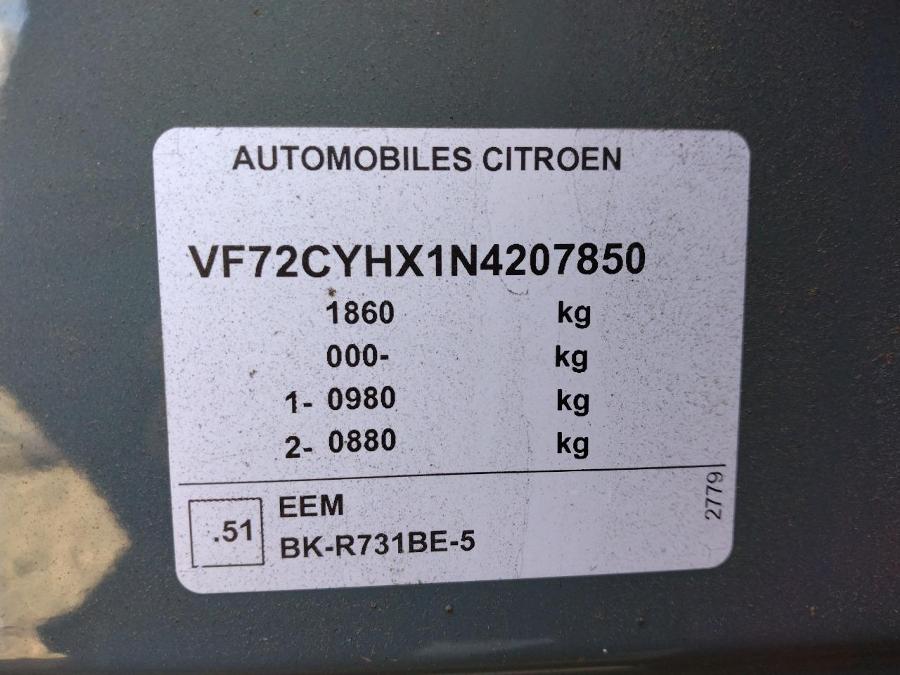 AUTOMOBILES CITROEN
VF72CYHX1N4207850
1860 kg
000- kg
1- 0980 kg
2- 0880 kg
.51
EEM
BK-R731BE-5
2779